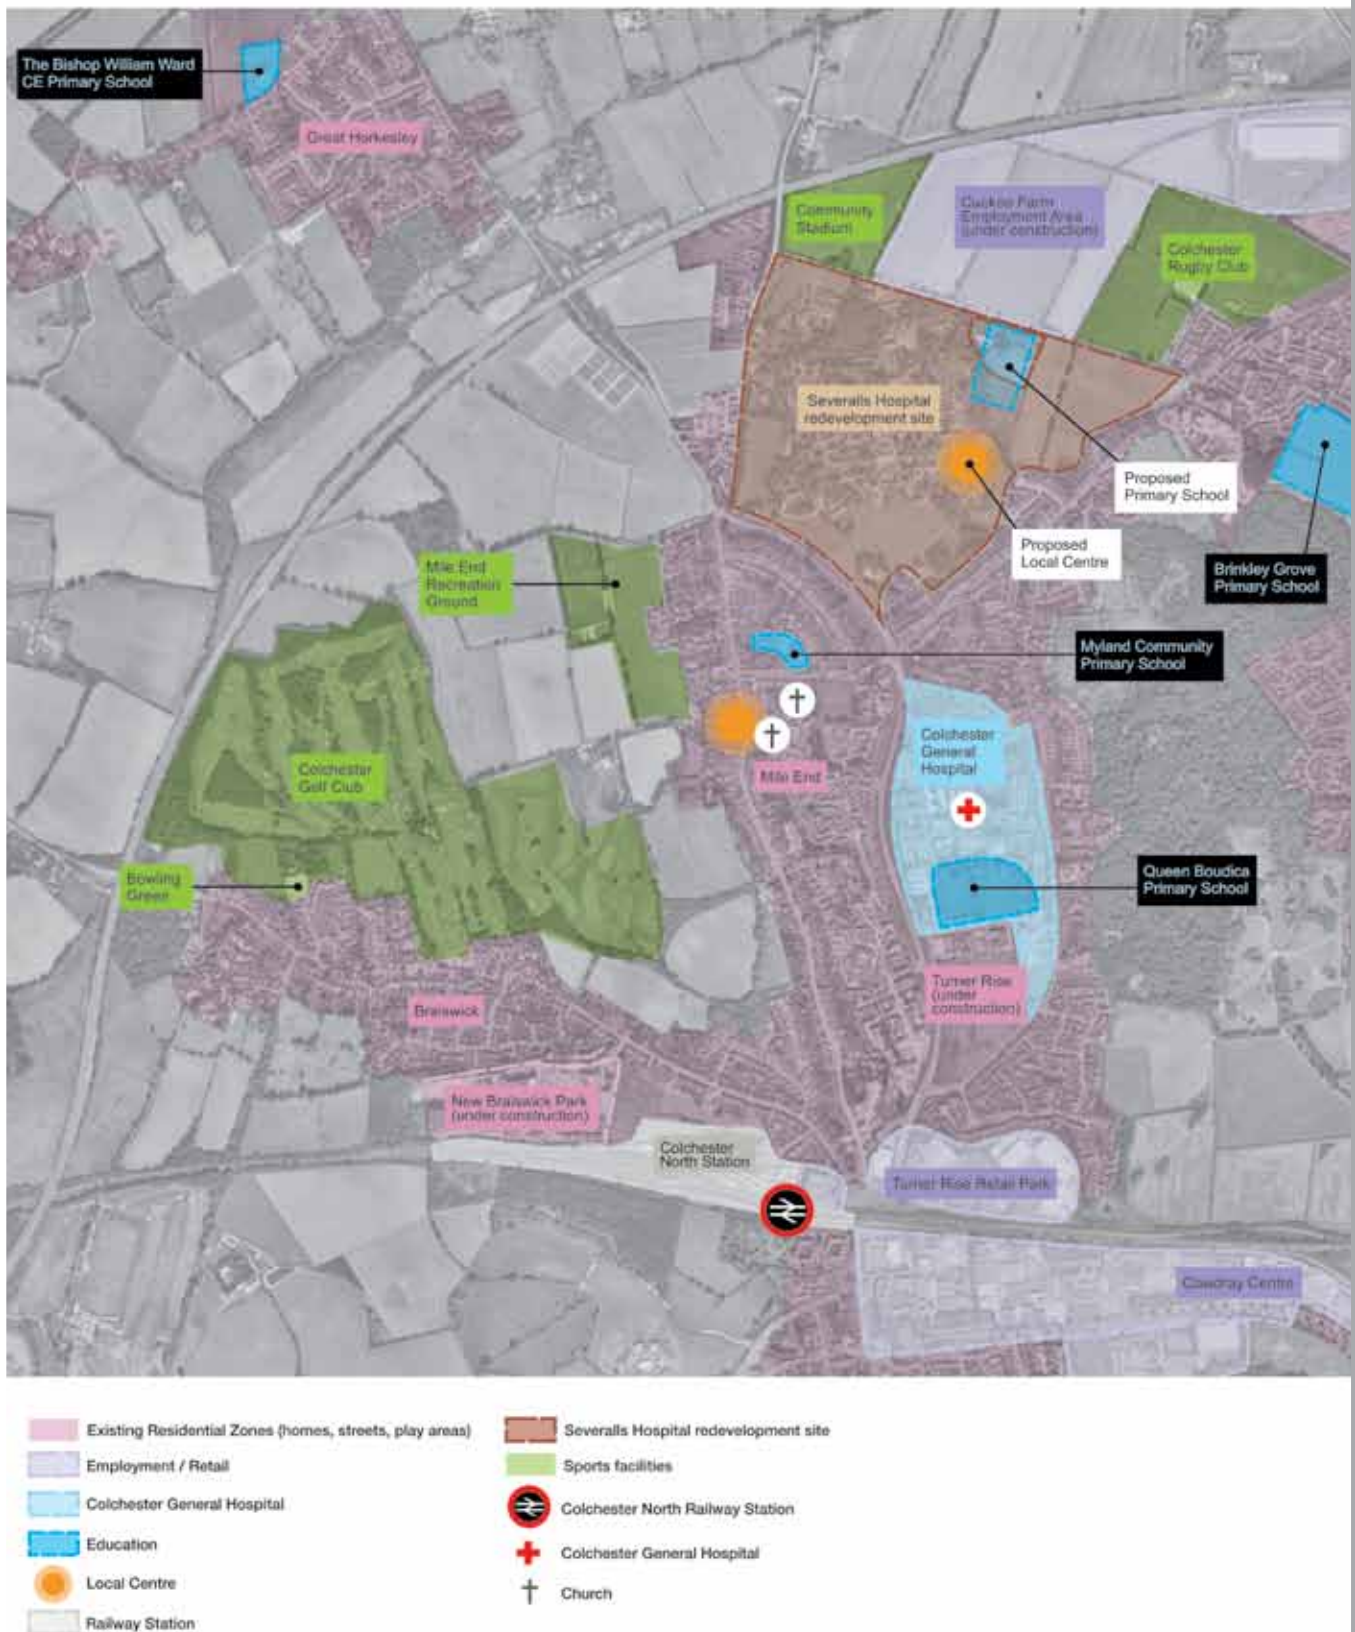 The Bishop William Ward
CE Primary School
Great Horkesley
Community
Stadium
Cuckoo Farm
Employment Area
(under construction)
Colchester
Rugby Club
Severalls Hospital
redevelopment site
Proposed
Primary School
Proposed
Local Centre
Brinkley Grove
Primary School
Mile End
Recreation
Ground
Myland Community
Primary School
Colchester
General
Hospital
Colchester
Golf Club
Mile End
Bowling
Green
Queen Boudica
Primary School
Turner Rise
(under
construction)
Braiswick
New Braiswick Park
(under construction)
Colchester
North Station
Turner Rise Retail Park
Cowdray Centre
Existing Residential Zones (homes, streets, play areas)
Employment / Retail
Colchester General Hospital
Education
Local Centre
Railway Station
Severalls Hospital redevelopment site
Sports facilities
Colchester North Railway Station
Colchester General Hospital
Church